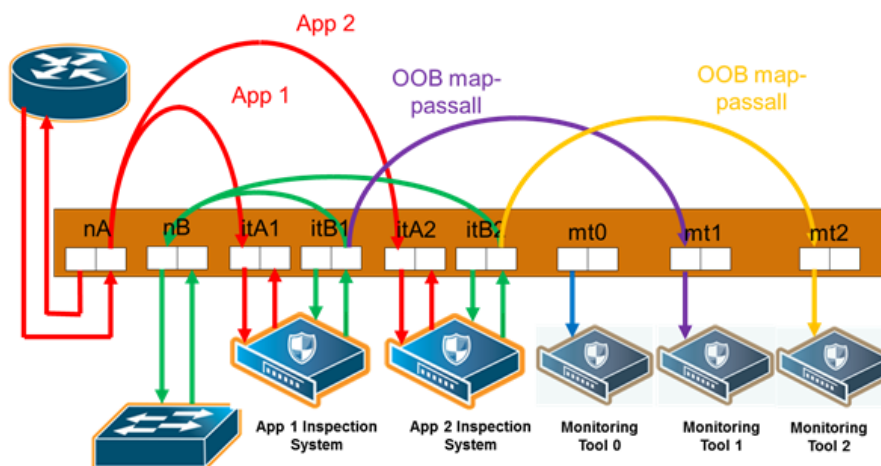 App 2
App 1
OOB map-
passall
OOB map-
passall
nA
nB
itA1
itB1
itA2
itB2
mt0
mt1
mt2
App 1 Inspection
System
App 2 Inspection
System
Monitoring
Tool 0
Monitoring
Tool 1
Monitoring
Tool 2